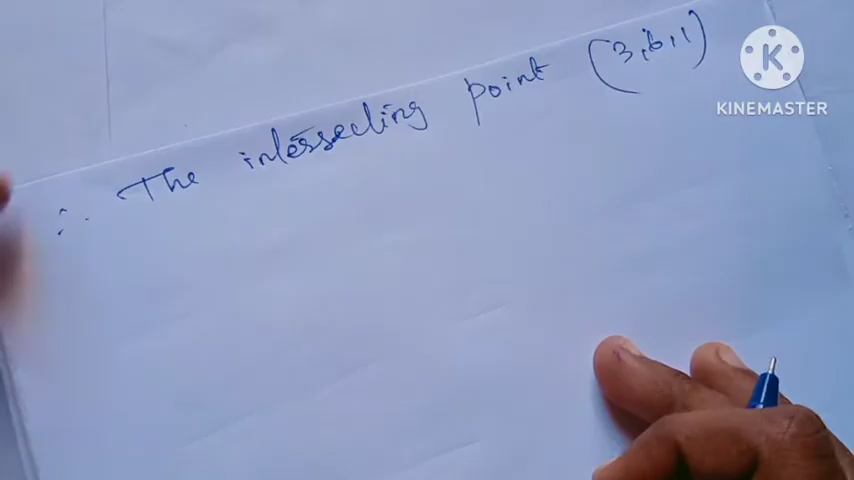 ∴ The intersecting point (3,6,1)
KINEMASTER